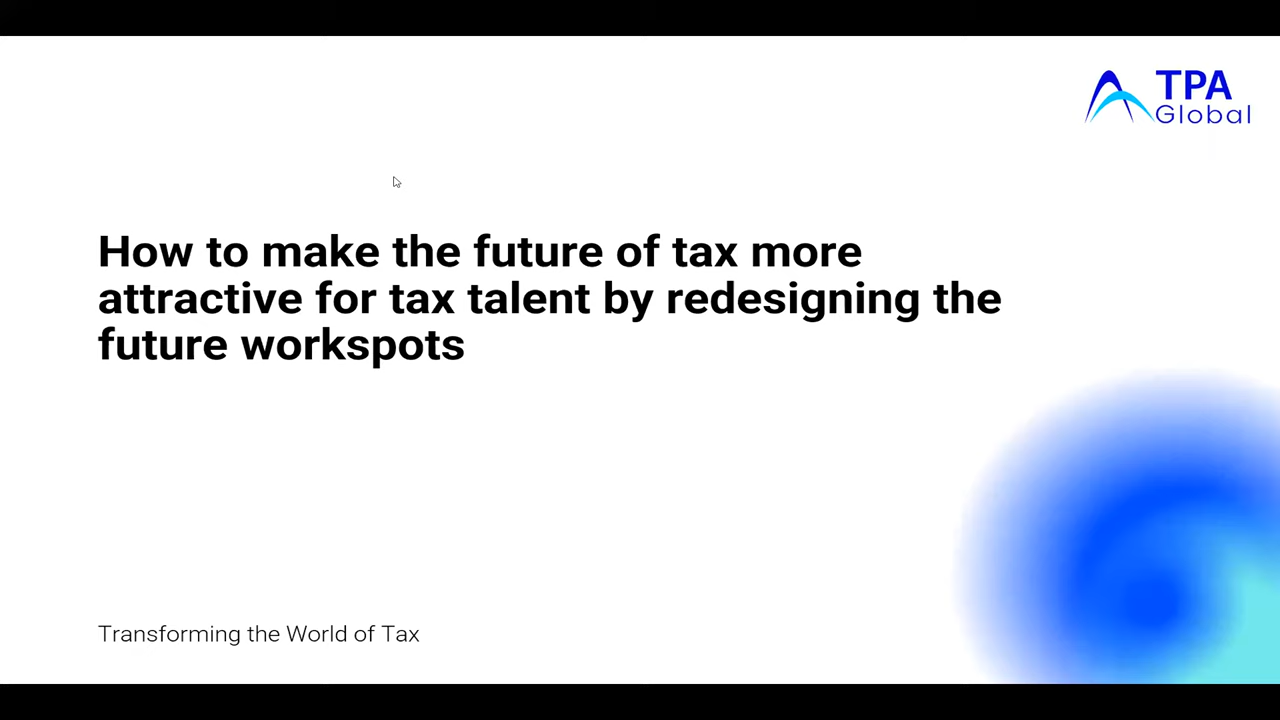 TPA
Global
How to make the future of tax more
attractive for tax talent by redesigning the
future workspots
Transforming the World of Tax